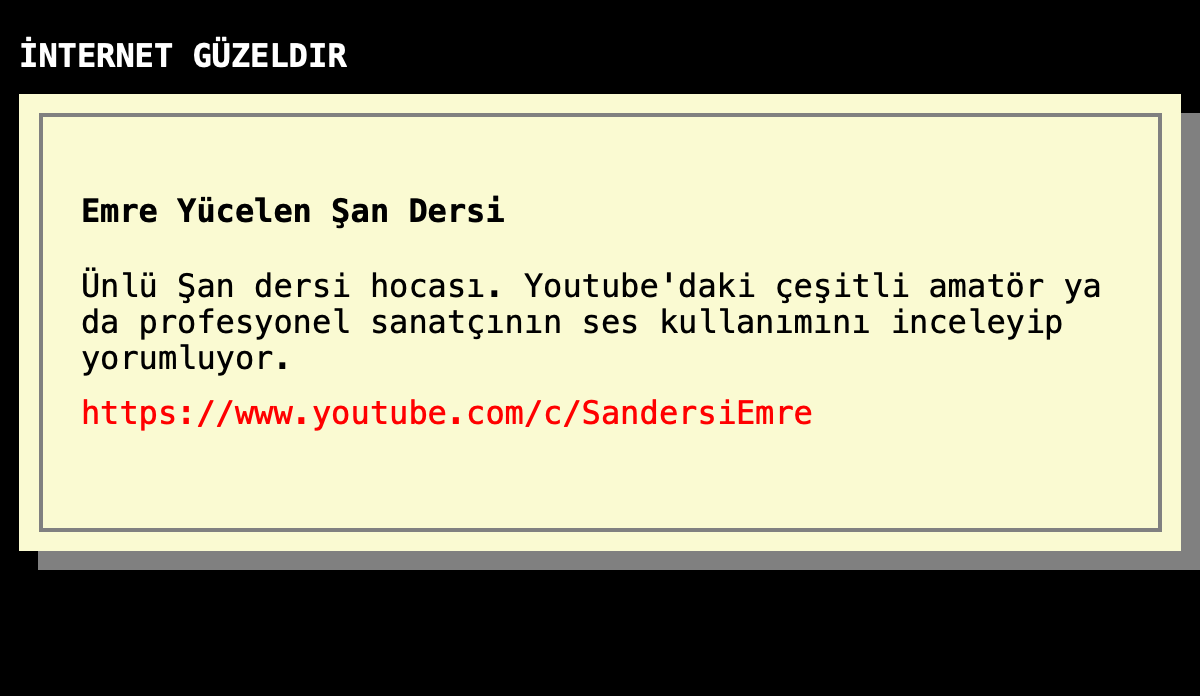 İNTERNET GÜZELDIR
Emre Yücelen Şan Dersi
Ünlü Şan dersi hocası. Youtube'daki çeşitli amatör ya
da profesyonel sanatçının ses kullanımını inceleyip
yorumluyor.
https://www.youtube.com/c/SandersiEmre